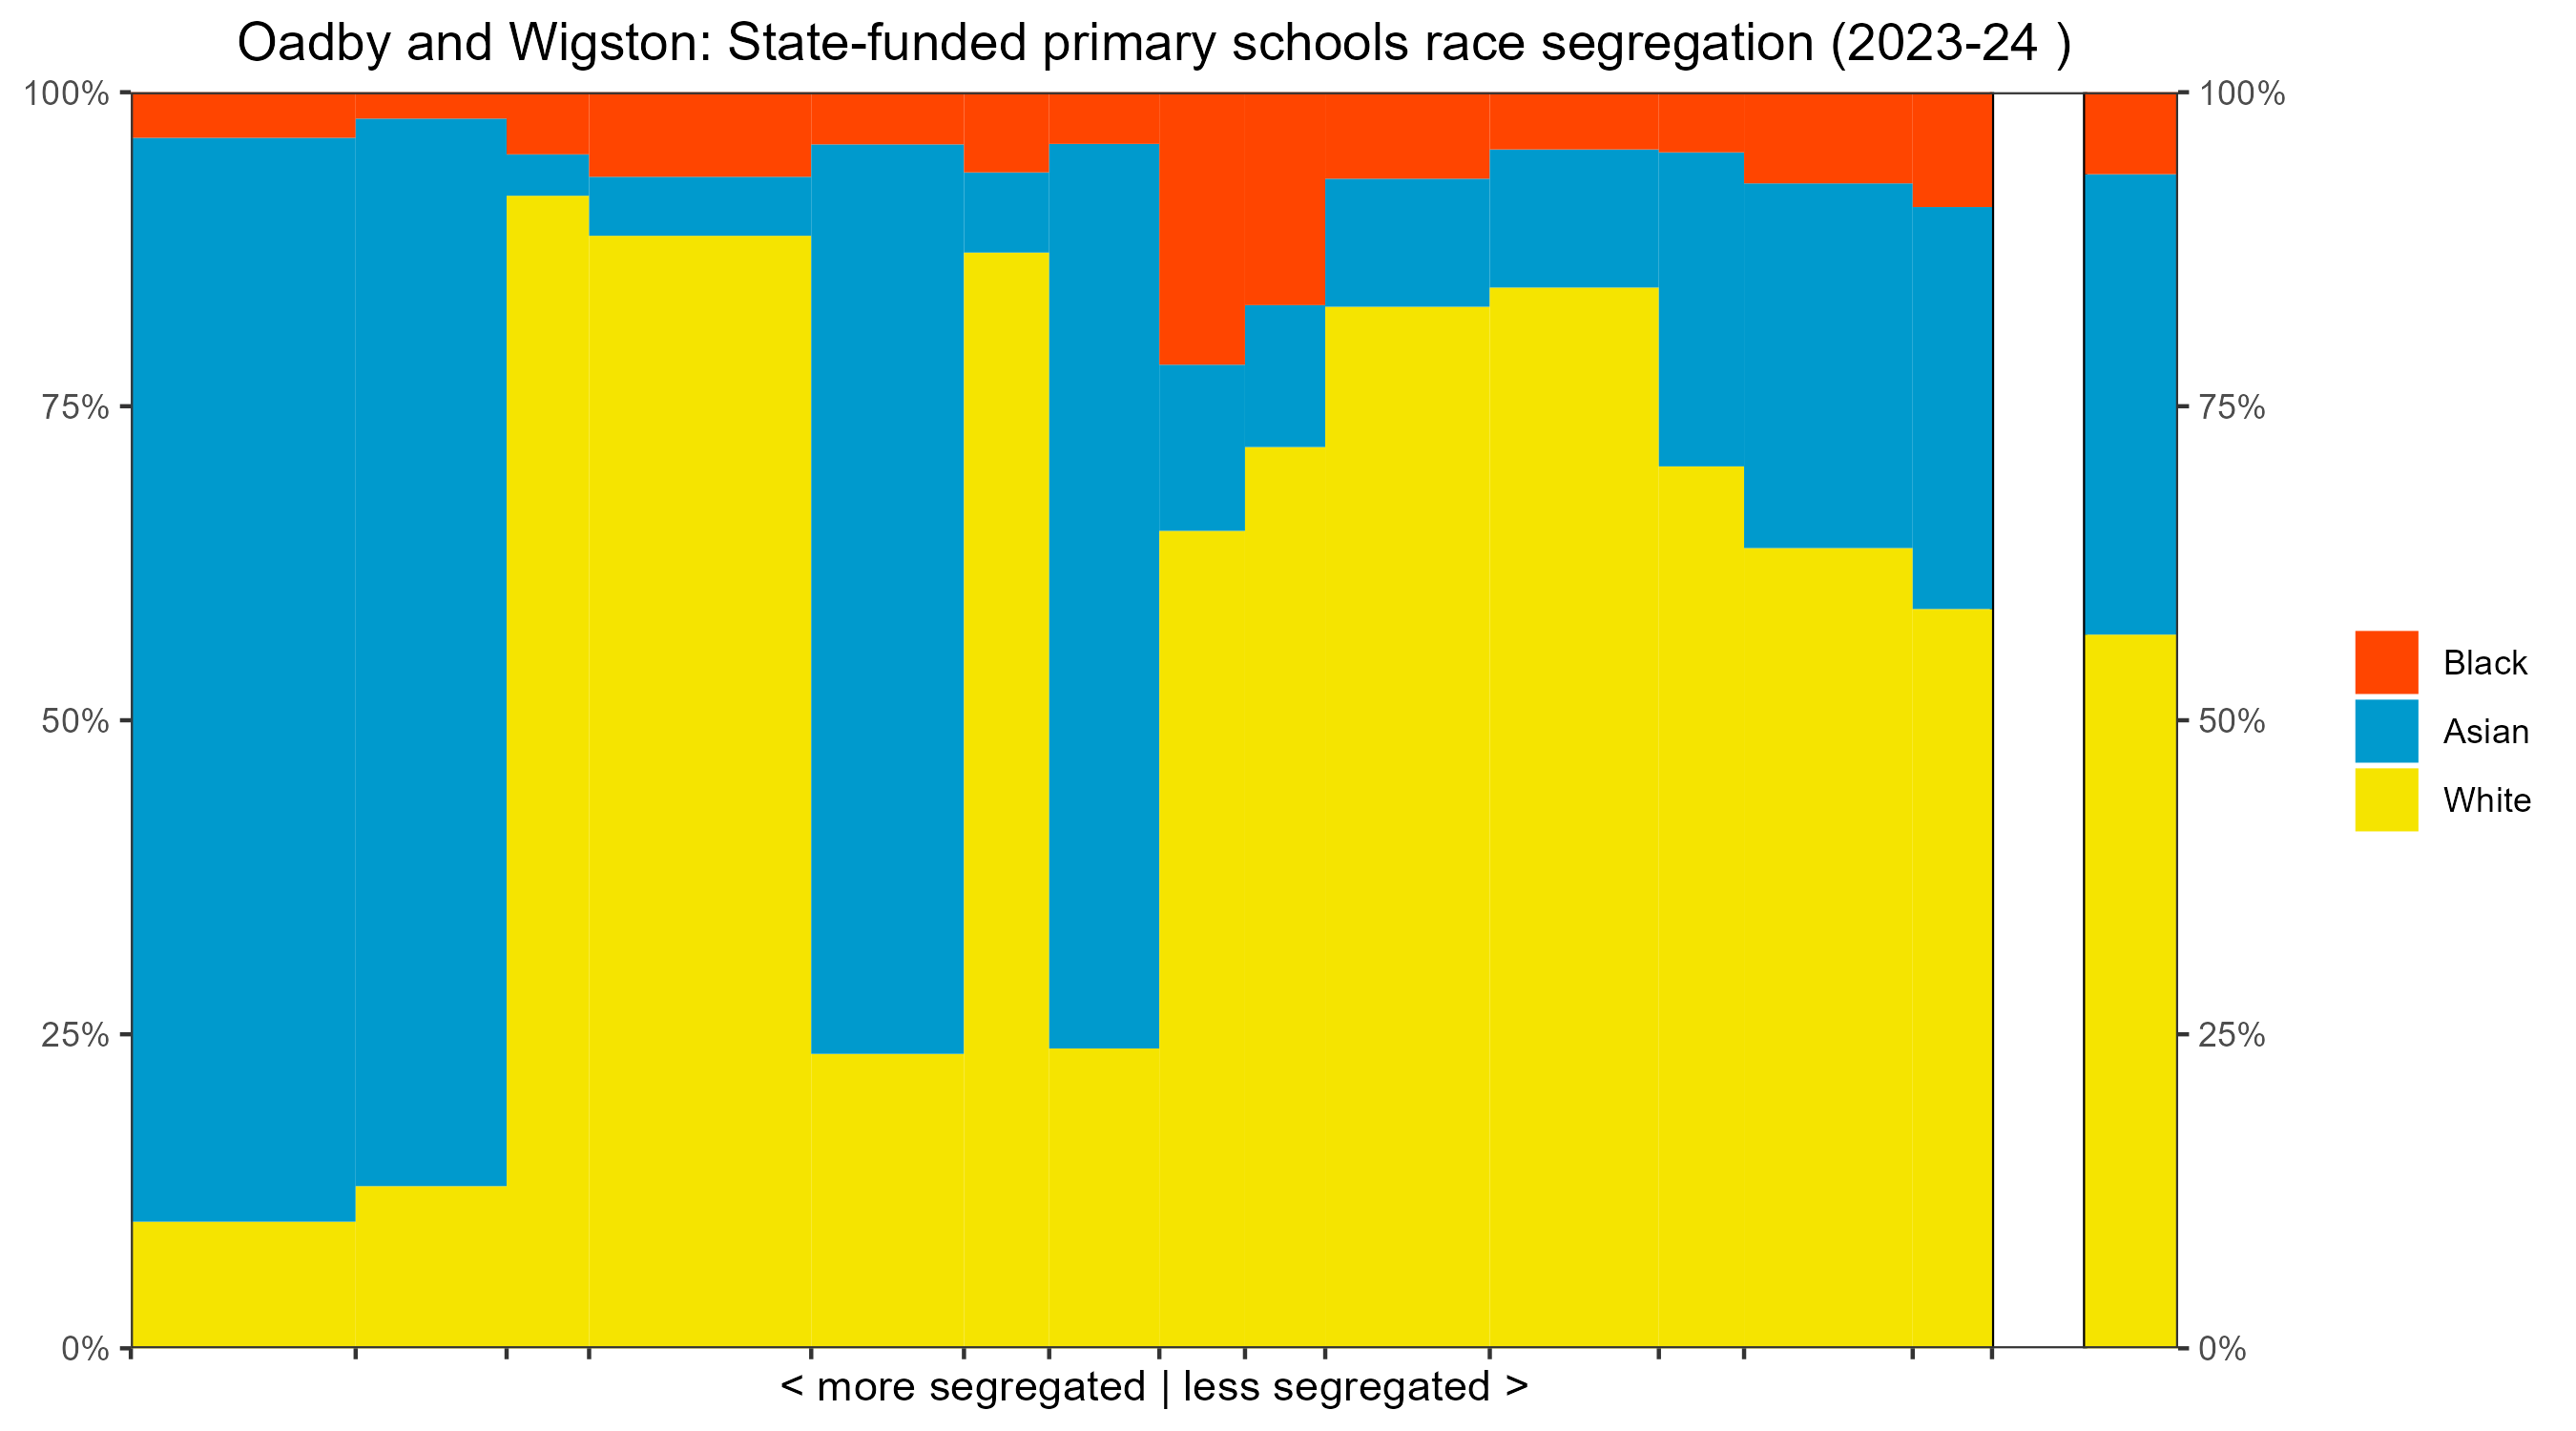 Oadby and Wigston: State-funded primary schools race segregation (2023-24 )
100%
75%
50%
25%
0%
100%
75%
50%
25%
0%
Black
Asian
White
< more segregated | less segregated >